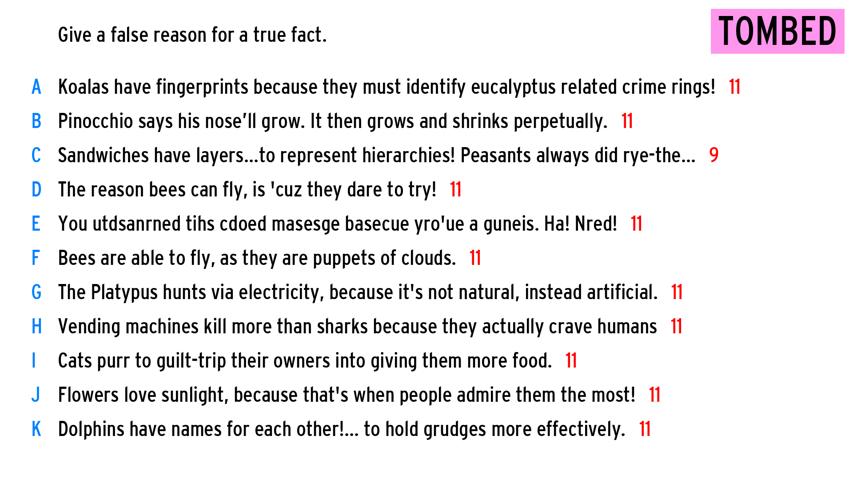 Give a false reason for a true fact.
TOMBED
A Koalas have fingerprints because they must identify eucalyptus related crime rings! 11
B Pinocchio says his nose'll grow. It then grows and shrinks perpetually. 11
C Sandwiches have layers...to represent hierarchies! Peasants always did rye-the... 9
D The reason bees can fly, is 'cuz they dare to try! 11
E You utdsanrned tihs cdoed masesge basecue yro'ue a guneis. Ha! Nred! 11
F Bees are able to fly, as they are puppets of clouds. 11
G The Platypus hunts via electricity, because it's not natural, instead artificial. 11
H Vending machines kill more than sharks because they actually crave humans 11
I Cats purr to guilt-trip their owners into giving them more food. 11
J Flowers love sunlight, because that's when people admire them the most! 11
K Dolphins have names for each other!... to hold grudges more effectively. 11